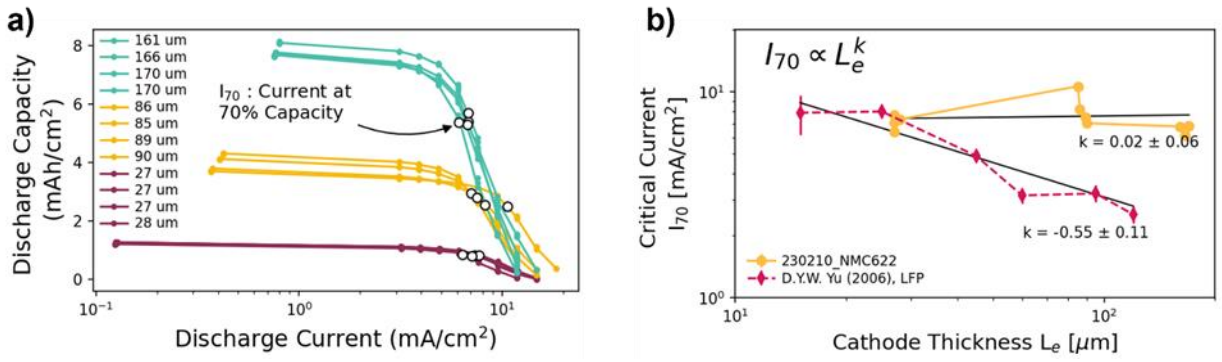 a)
Discharge Capacity
(mAh/cm²)
8
6
4
2
0
161 um
166 um
170 um
170 um
86 um
85 um
89 um
90 um
27 um
27 um
27 um
28 um
I₇₀ : Current at
70% Capacity
10⁻¹
10⁰
10¹
Discharge Current (mA/cm²)
b)
Critical Current
I₇₀ [mA/cm²]
10¹
10⁰
I₇₀ ∝ Lₑᵏ
k = 0.02 ± 0.06
k = -0.55 ± 0.11
230210_NMC622
D.Y.W. Yu (2006), LFP
10¹
10²
Cathode Thickness Lₑ [μm]